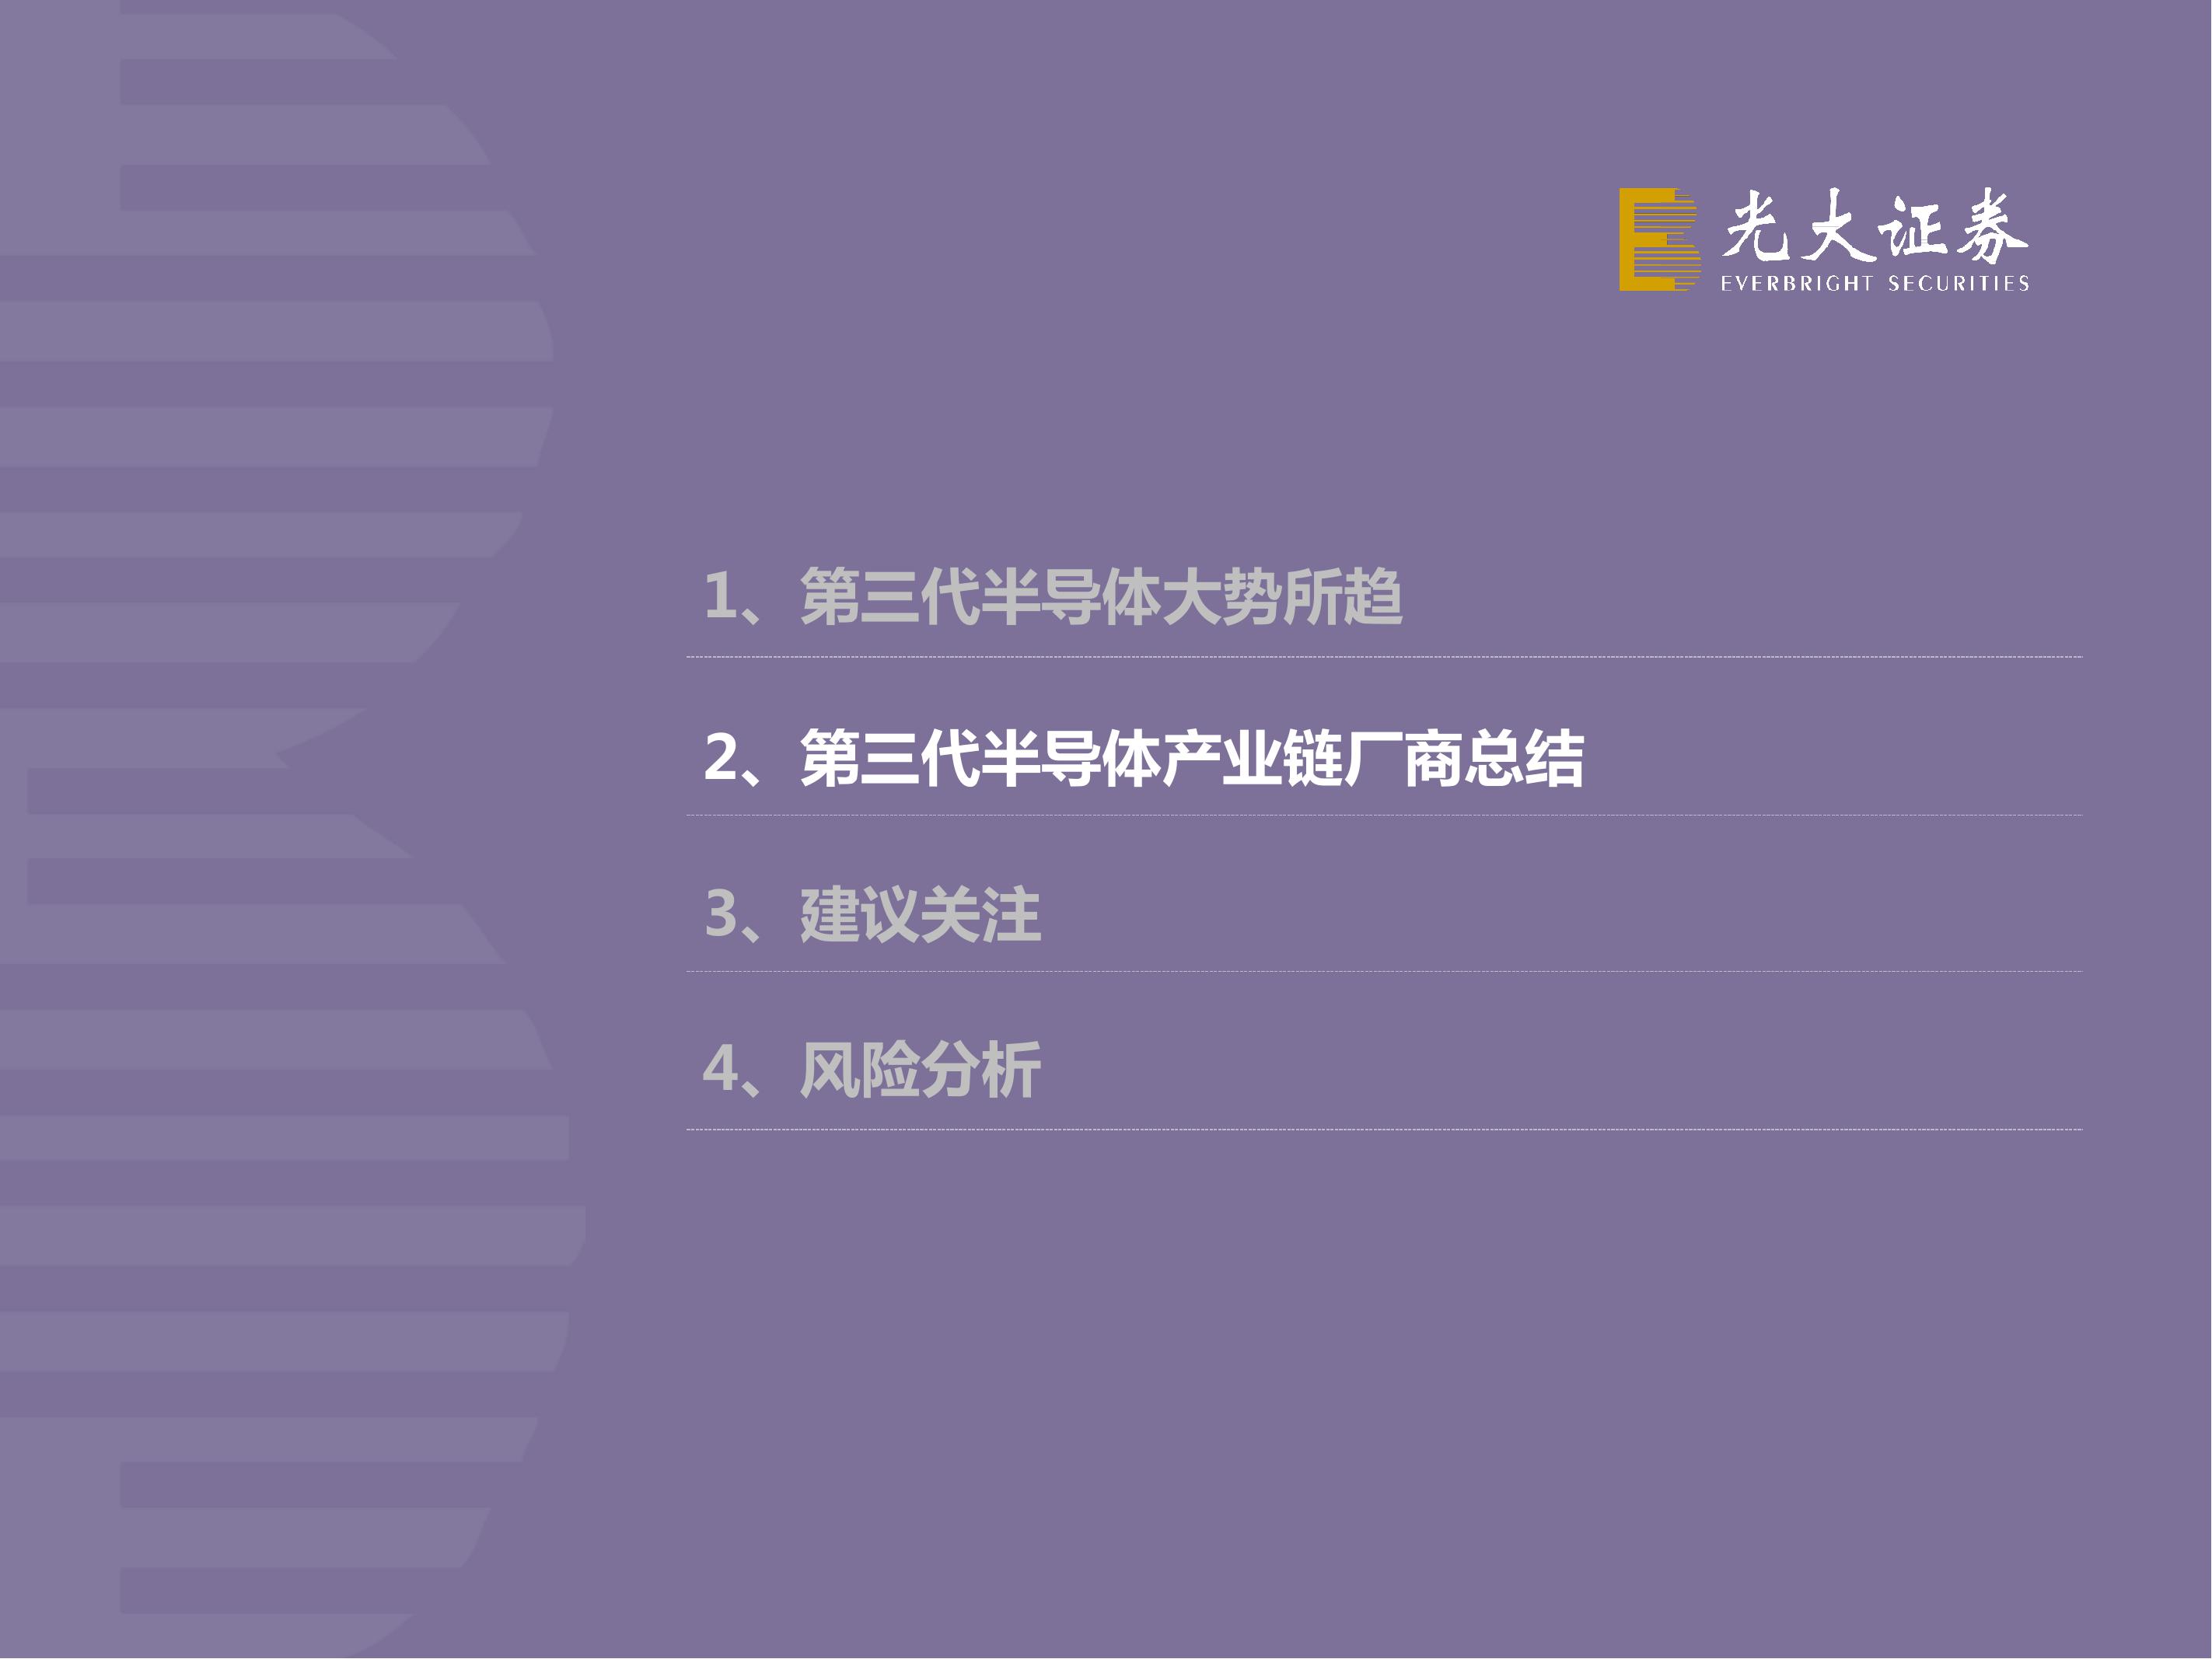 光大证券
EVERBRIGHT SECURITIES
1、第三代半导体大势所趋
2、第三代半导体产业链厂商总结
3、建议关注
4、风险分析